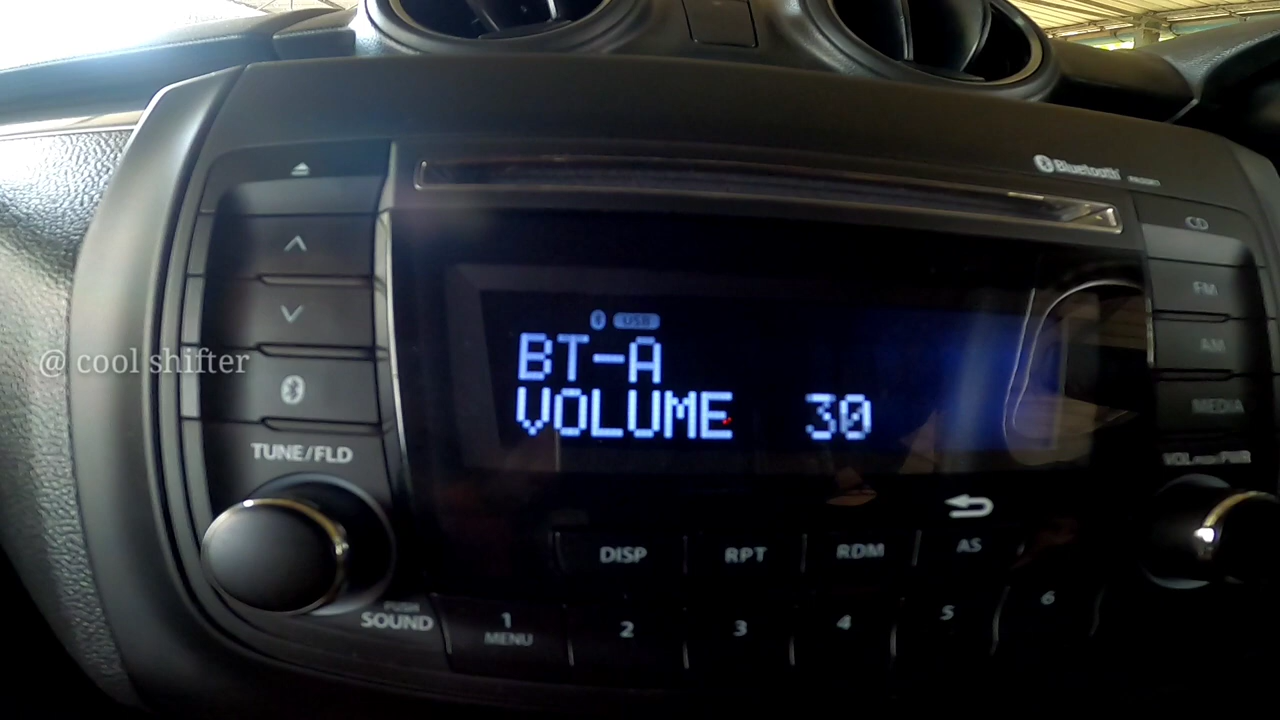 Bluetooth
CD
FM
USB
BT-A
AM
@ cool shifter
VOLUME 30
MEDIA
TUNE/FLD
VOL PWR
DISP
RPT
RDM
AS
PUSH
SOUND
1
MENU
2
3
4
5
6